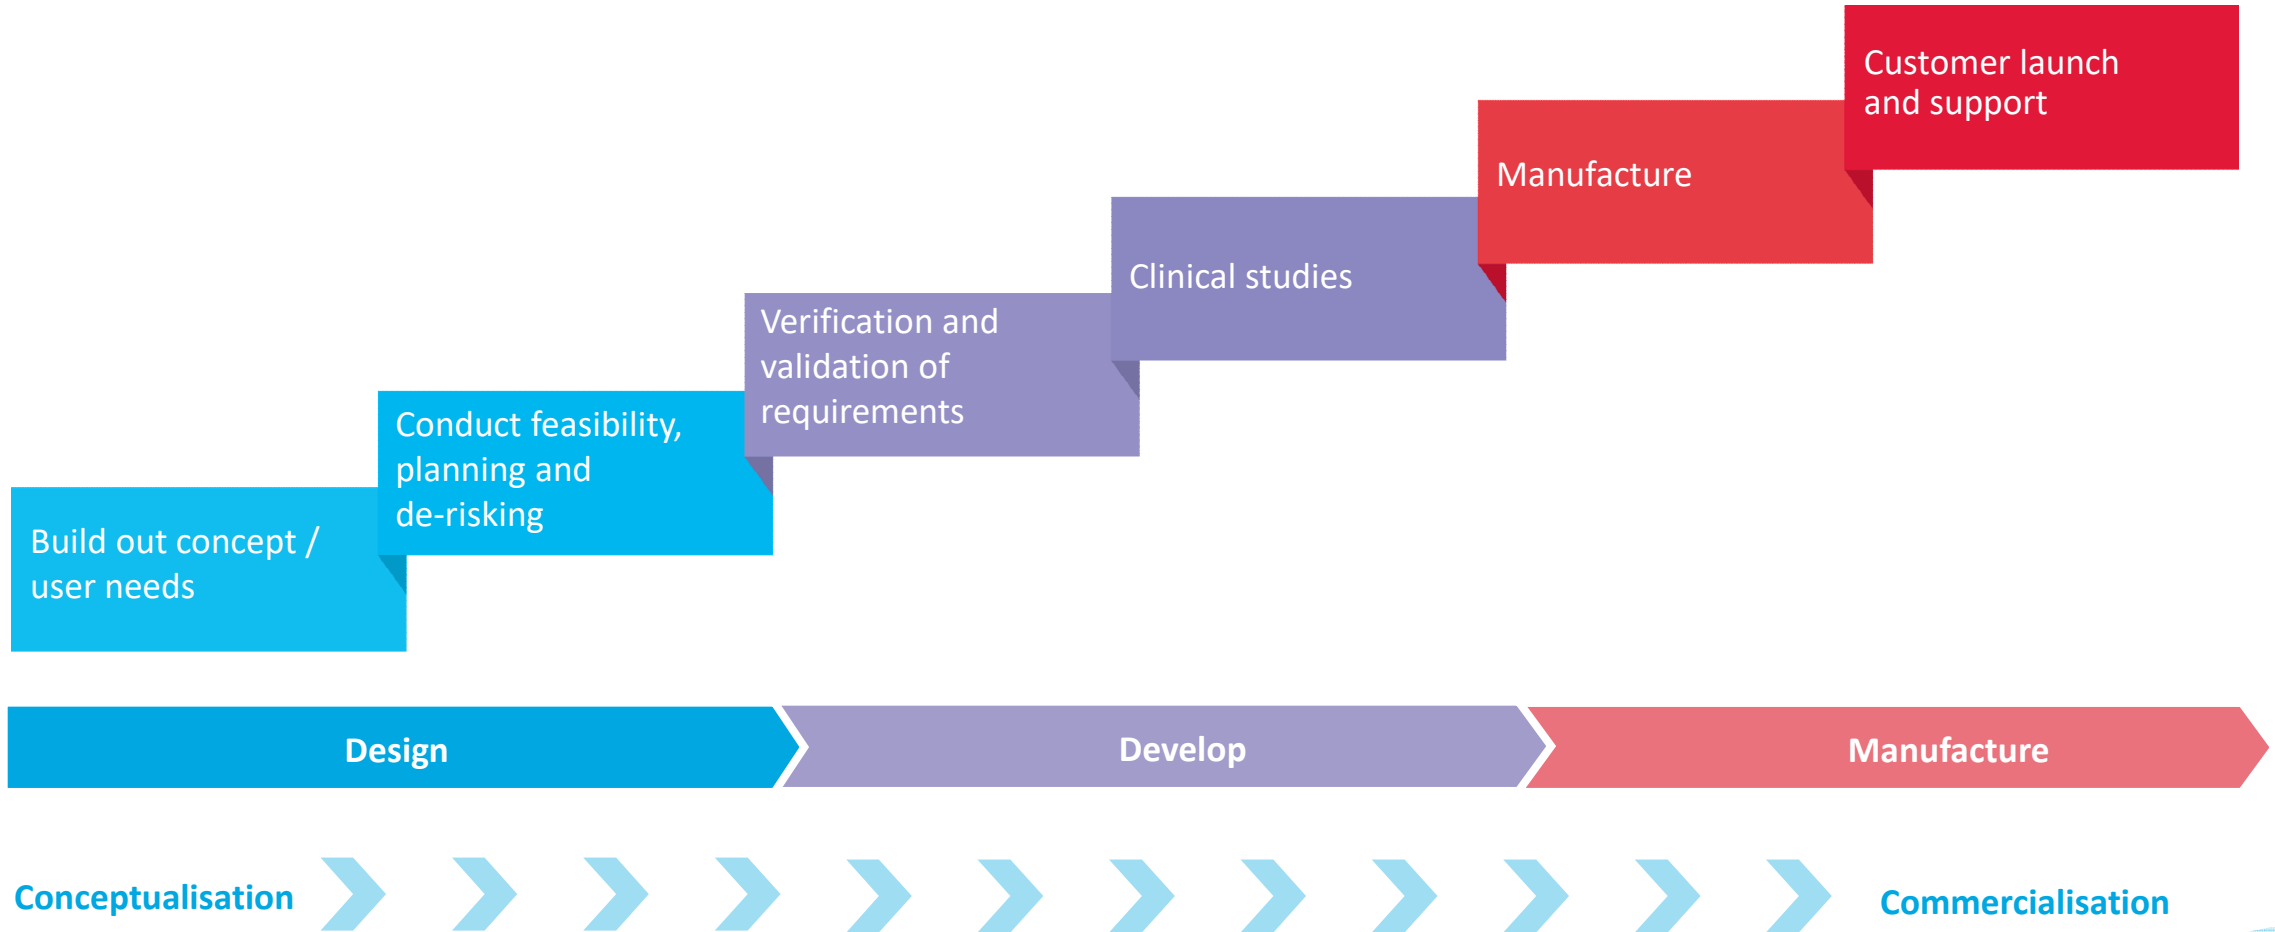 Build out concept /
user needs
Conduct feasibility,
planning and
de-risking
Verification and
validation of
requirements
Clinical studies
Manufacture
Customer launch
and support
Design
Develop
Manufacture
Conceptualisation
Commercialisation